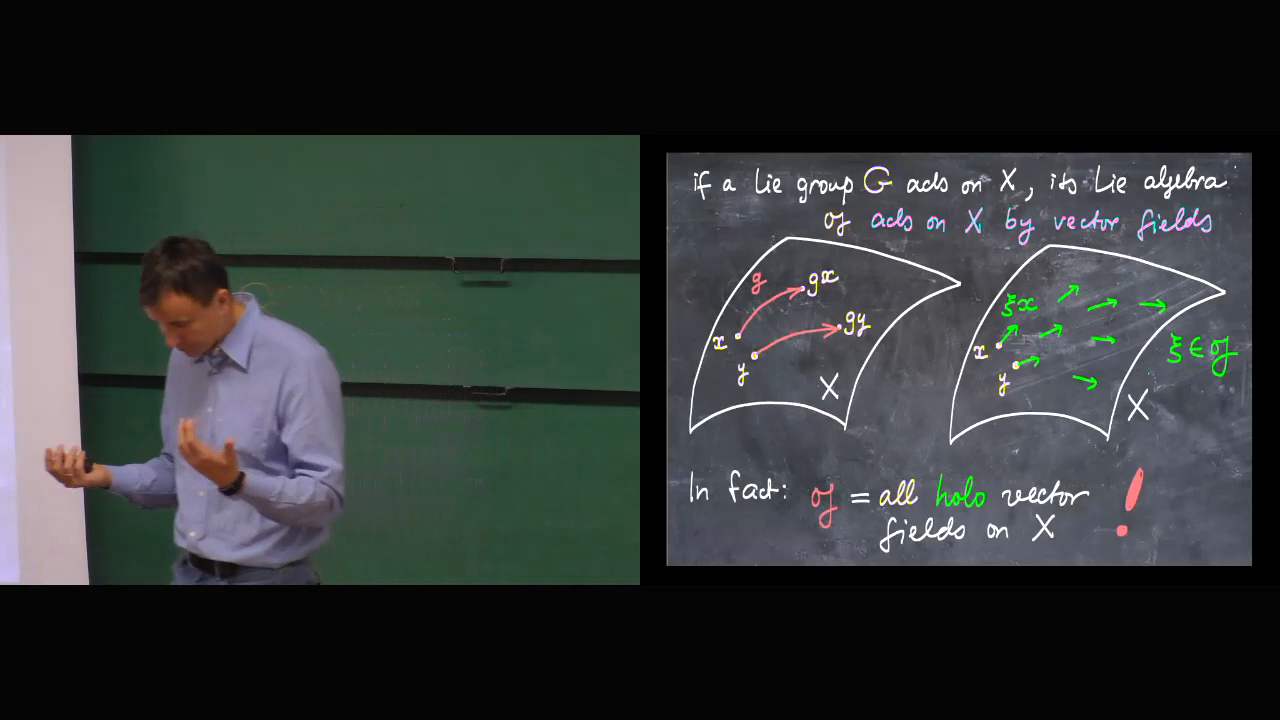 if a Lie group G acts on X, its Lie algebra
𝔤 acts on X by vector fields
g gx
x gy
y
X
ξx
x
y
ξ ∈ 𝔤
X
In fact: 𝔤 = all holo vector !
fields on X